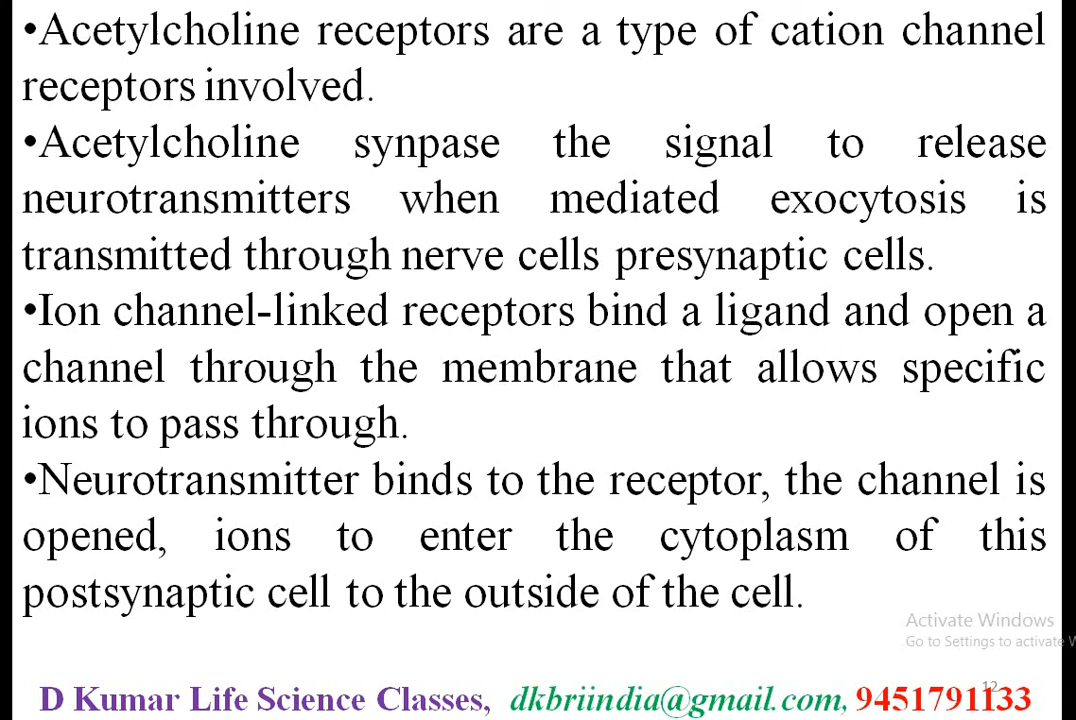 •Acetylcholine receptors are a type of cation channel
receptors involved.
•Acetylcholine synpase the signal to release
neurotransmitters when mediated exocytosis is
transmitted through nerve cells presynaptic cells.
•Ion channel-linked receptors bind a ligand and open a
channel through the membrane that allows specific
ions to pass through.
•Neurotransmitter binds to the receptor, the channel is
opened, ions to enter the cytoplasm of this
postsynaptic cell to the outside of the cell.
Activate Windows
Go to Settings to activate W
12
D Kumar Life Science Classes, dkbriindia@gmail.com, 9451791133